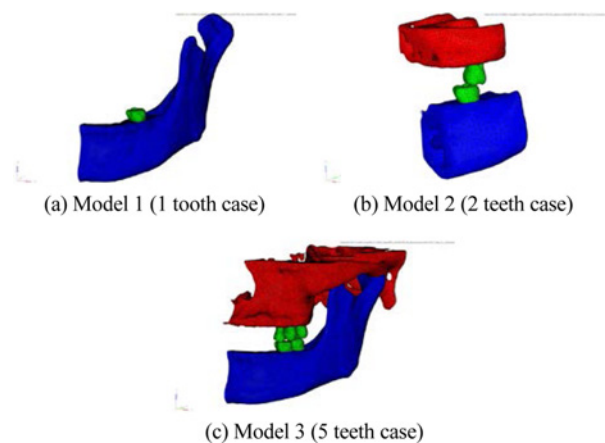 (a) Model 1 (1 tooth case)
(b) Model 2 (2 teeth case)
(c) Model 3 (5 teeth case)